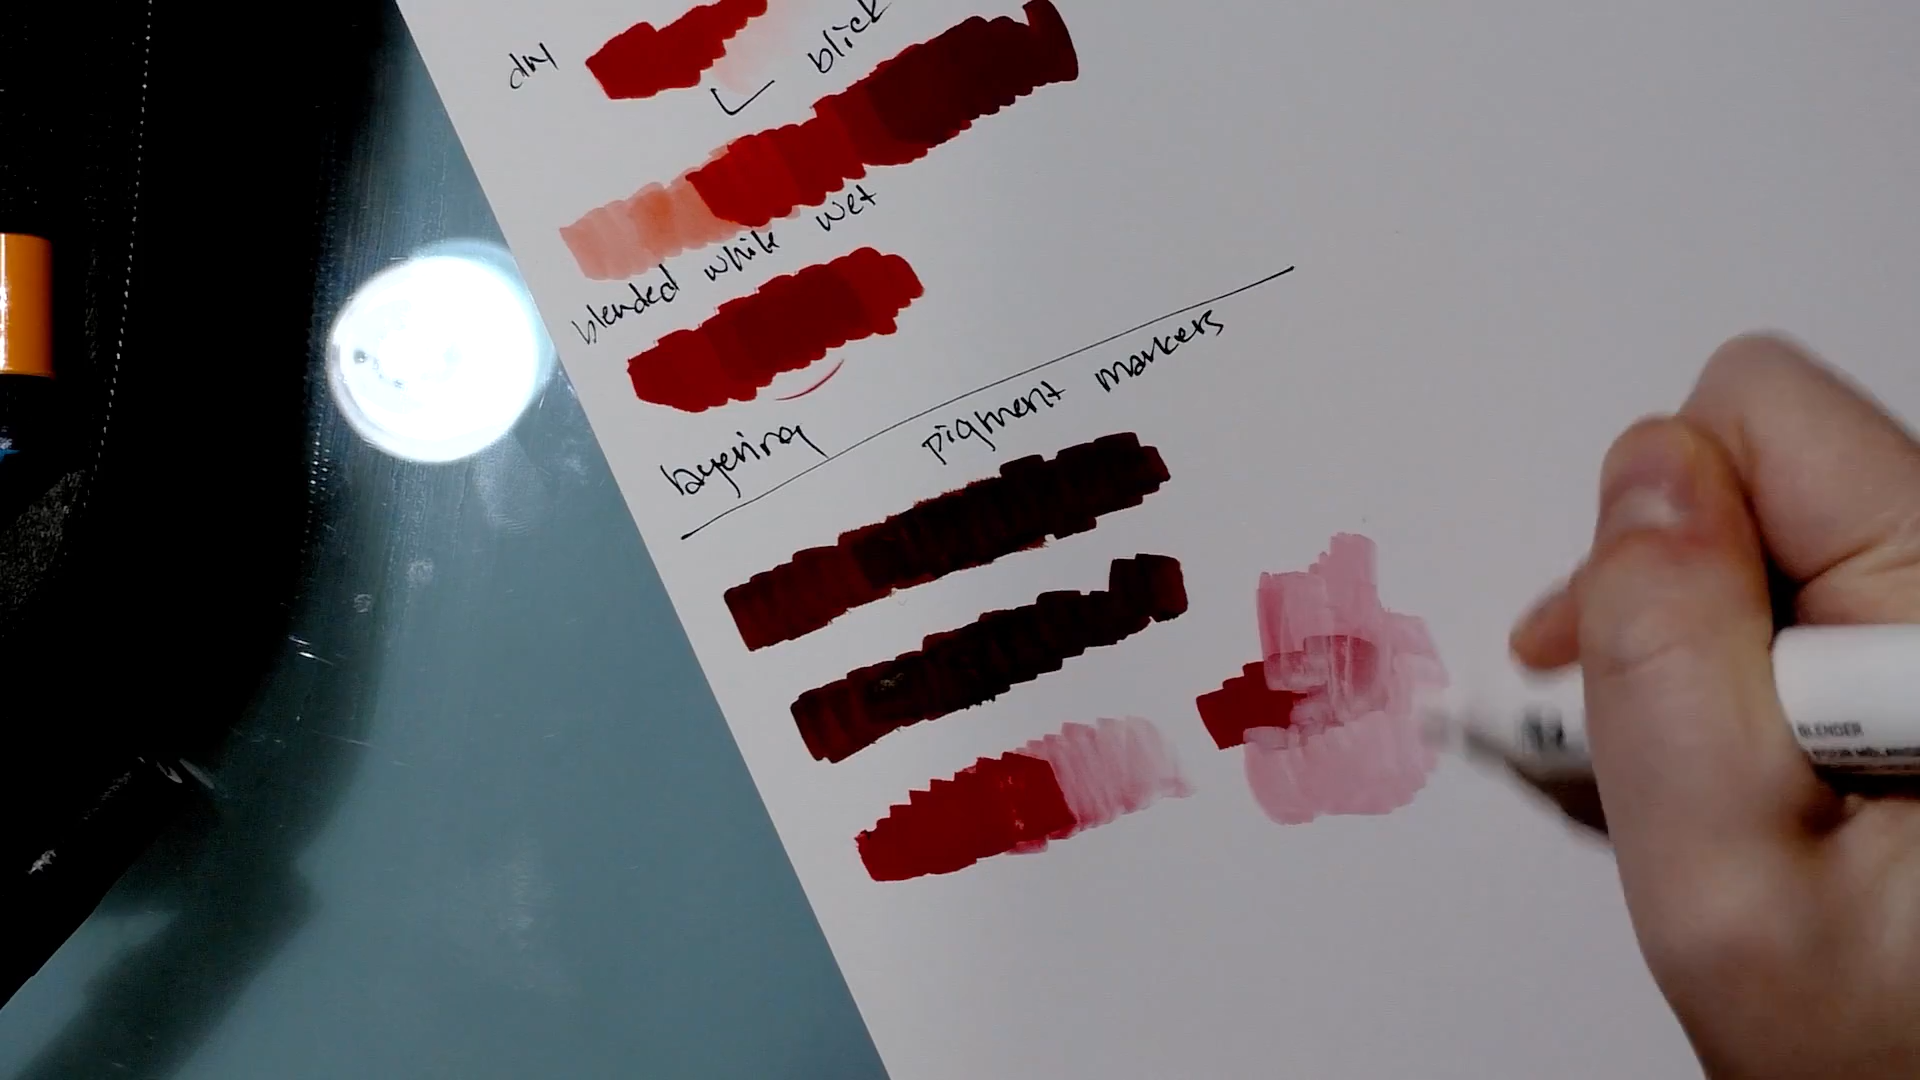 dry
blick
blended while wet
layering pigment markers
BLENDER